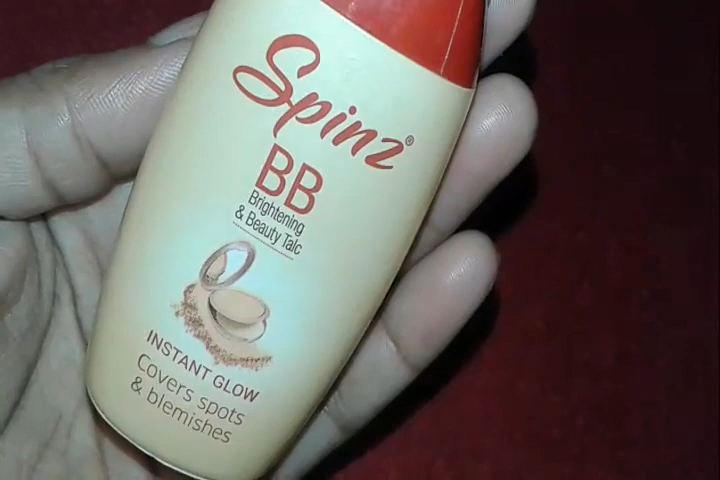 Spinz®
BB
Brightening
& Beauty Talc
INSTANT GLOW
Covers spots
& blemishes